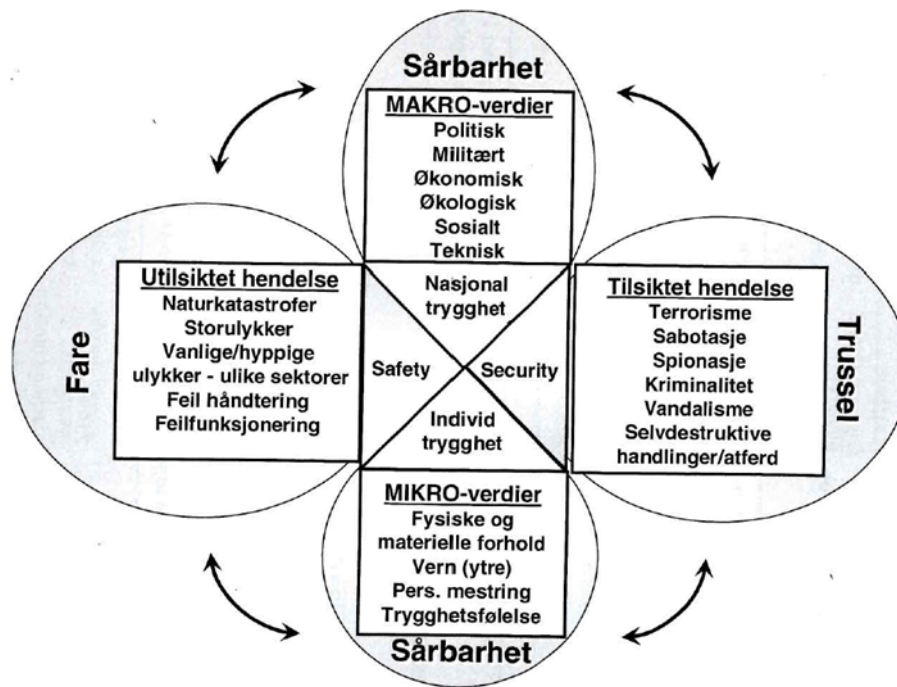 Sårbarhet
MAKRO-verdier
Politisk
Militært
Økonomisk
Økologisk
Sosialt
Teknisk
Fare
Utilsiktet hendelse
Naturkatastrofer
Storulykker
Vanlige/hyppige
ulykker - ulike sektorer
Feil håndtering
Feilfunksjonering
Nasjonal
trygghet
Safety
Security
Individ
trygghet
Tilsiktet hendelse
Terrorisme
Sabotasje
Spionasje
Kriminalitet
Vandalisme
Selvdestruktive
handlinger/atferd
Trussel
MIKRO-verdier
Fysiske og
materielle forhold
Vern (ytre)
Pers. mestring
Trygghetsfølelse
Sårbarhet